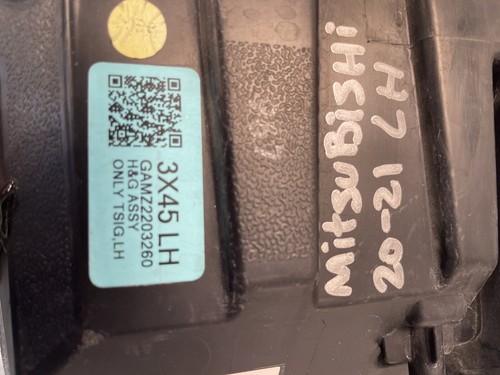 3X45 LH
GAMZ2203260
H&G ASSY
ONLY TSIG,LH
MitsuBiSHi
20-21 LH